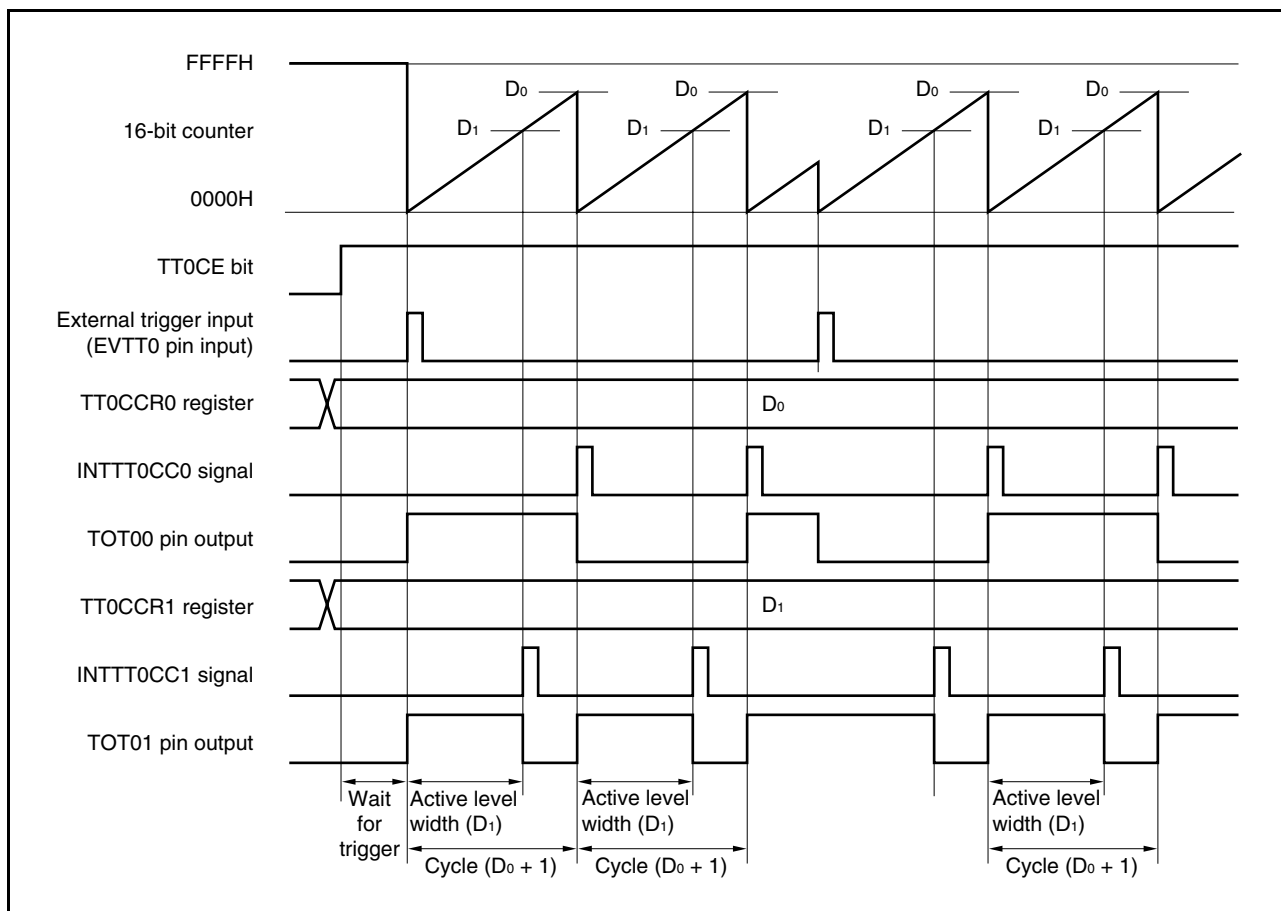 FFFFH
D0
D0
D0
D0
16-bit counter
D1
D1
D1
D1
0000H
TT0CE bit
External trigger input
(EVTT0 pin input)
TT0CCR0 register
D0
INTTT0CC0 signal
TOT00 pin output
TT0CCR1 register
D1
INTTT0CC1 signal
TOT01 pin output
Wait
for
trigger
Active level
width (D1)
Active level
width (D1)
Active level
width (D1)
Cycle (D0 + 1)
Cycle (D0 + 1)
Cycle (D0 + 1)